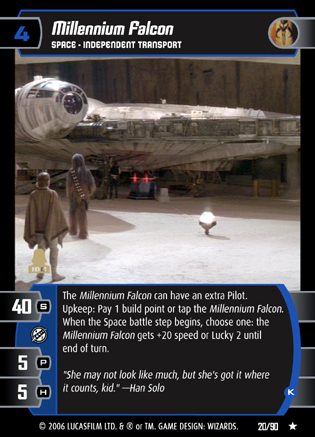 4
Millennium Falcon
SPACE - INDEPENDENT TRANSPORT
40 S
The Millennium Falcon can have an extra Pilot.
Upkeep: Pay 1 build point or tap the Millennium Falcon.
When the Space battle step begins, choose one: the
Millennium Falcon gets +20 speed or Lucky 2 until
end of turn.
5 P
"She may not look like much, but she's got it where
it counts, kid." —Han Solo
5 H
K
© 2006 LUCASFILM LTD. & ® or TM. GAME DESIGN: WIZARDS.
20/90